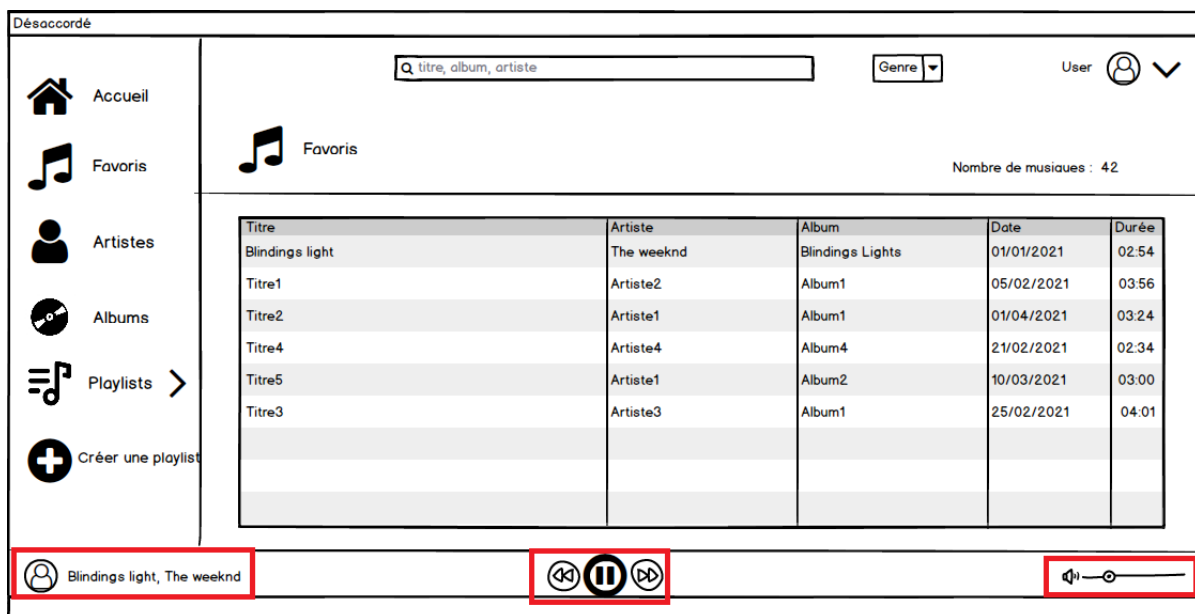 Désaccordé
titre, album, artiste
Genre
User
Accueil
Favoris
Artistes
Albums
Playlists
Créer une playlist
Favoris
Nombre de musiques : 42
Titre Artiste Album Date Durée
Blindings light The weeknd Blindings Lights 01/01/2021 02:54
Titre1 Artiste2 Album1 05/02/2021 03:56
Titre2 Artiste1 Album1 01/04/2021 03:24
Titre4 Artiste4 Album4 21/02/2021 02:34
Titre5 Artiste1 Album2 10/03/2021 03:00
Titre3 Artiste3 Album1 25/02/2021 04:01
Blindings light, The weeknd